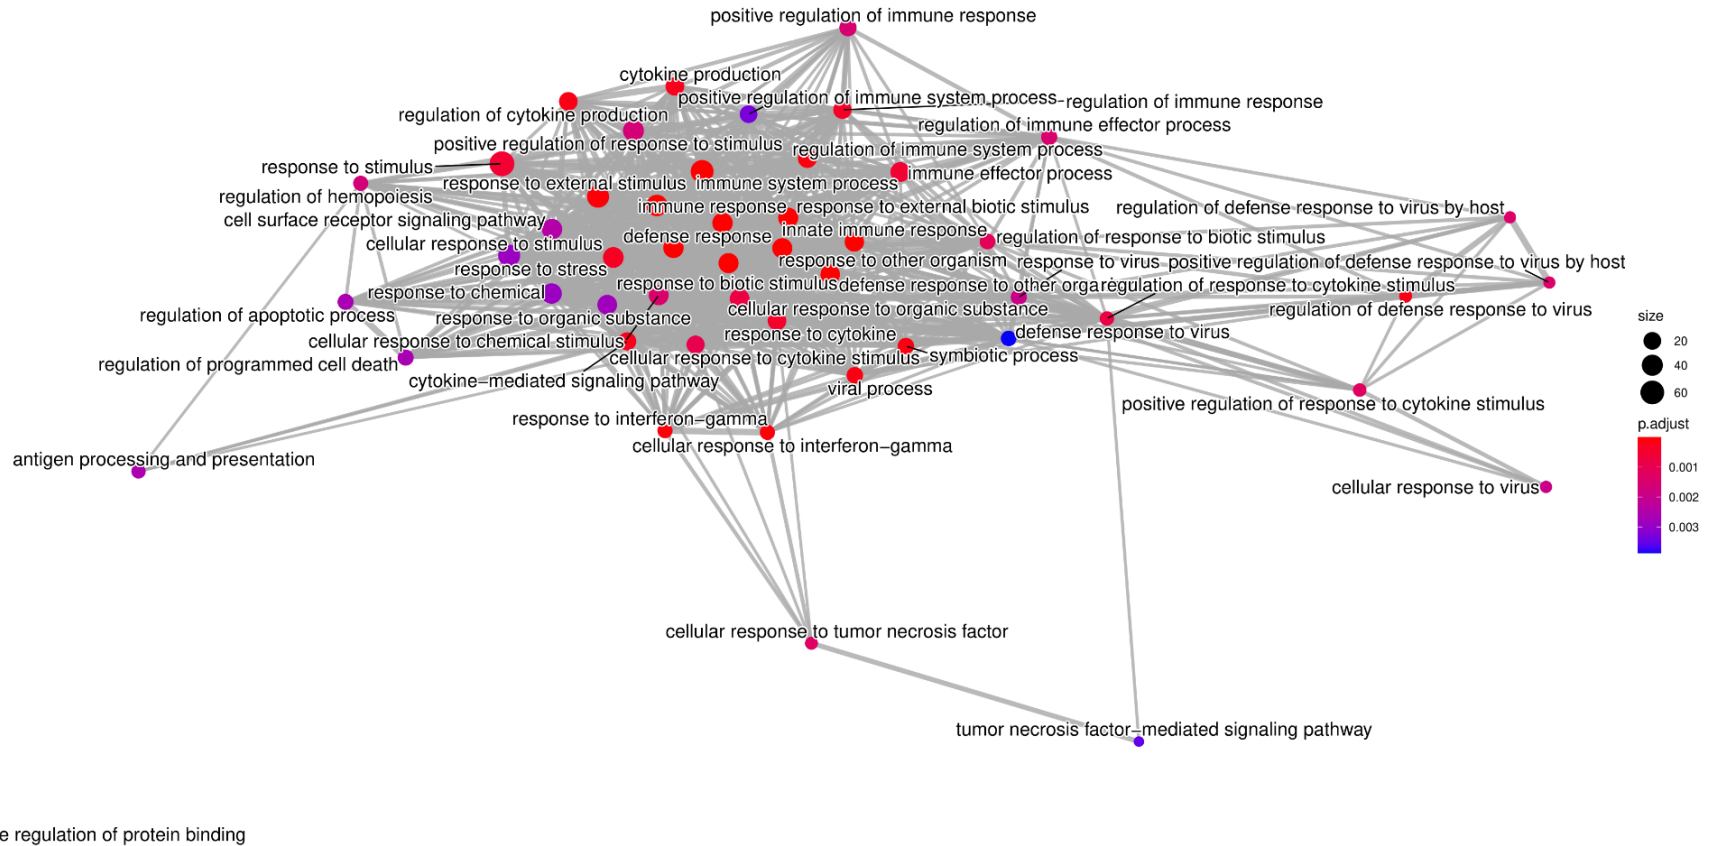 positive regulation of immune response
cytokine production
positive regulation of immune system process
regulation of immune response
regulation of cytokine production
regulation of immune effector process
positive regulation of response to stimulus
regulation of immune system process
response to stimulus
immune effector process
response to external stimulus
immune system process
regulation of hemopoiesis
immune response
response to external biotic stimulus
regulation of defense response to virus by host
cell surface receptor signaling pathway
innate immune response
defense response
regulation of response to biotic stimulus
cellular response to stimulus
response to other organism
response to virus
positive regulation of defense response to virus by host
response to stress
response to biotic stimulus
defense response to other orga
regulation of response to cytokine stimulus
response to chemical
cellular response to organic substance
regulation of defense response to virus
regulation of apoptotic process
response to organic substance
size
response to cytokine
defense response to virus
cellular response to chemical stimulus
20
cellular response to cytokine stimulus
symbiotic process
regulation of programmed cell death
40
cytokine−mediated signaling pathway
viral process
60
positive regulation of response to cytokine stimulus
response to interferon−gamma
p.adjust
cellular response to interferon−gamma
antigen processing and presentation
0.001
cellular response to virus
0.002
0.003
cellular response to tumor necrosis factor
tumor necrosis factor−mediated signaling pathway
e regulation of protein binding